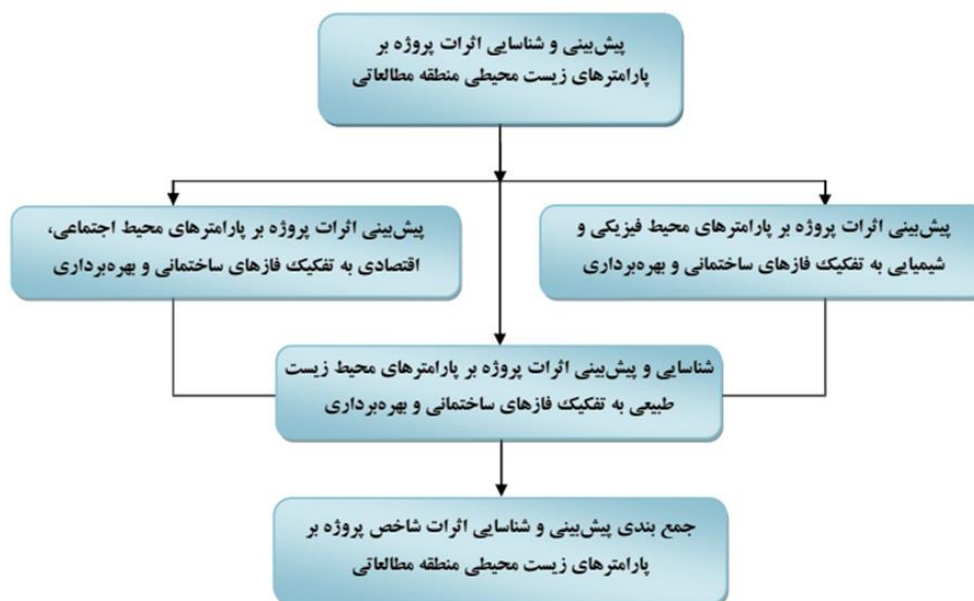 پیش‌بینی و شناسایی اثرات پروژه بر
پارامترهای زیست محیطی منطقه مطالعاتی
پیش‌بینی اثرات پروژه بر پارامترهای محیط فیزیکی و
شیمیایی به تفکیک فازهای ساختمانی و بهره‌برداری
پیش‌بینی اثرات پروژه بر پارامترهای محیط اجتماعی،
اقتصادی به تفکیک فازهای ساختمانی و بهره‌برداری
شناسایی و پیش‌بینی اثرات پروژه بر پارامترهای محیط زیست
طبیعی به تفکیک فازهای ساختمانی و بهره‌برداری
جمع بندی پیش‌بینی و شناسایی اثرات شاخص پروژه بر
پارامترهای زیست محیطی منطقه مطالعاتی